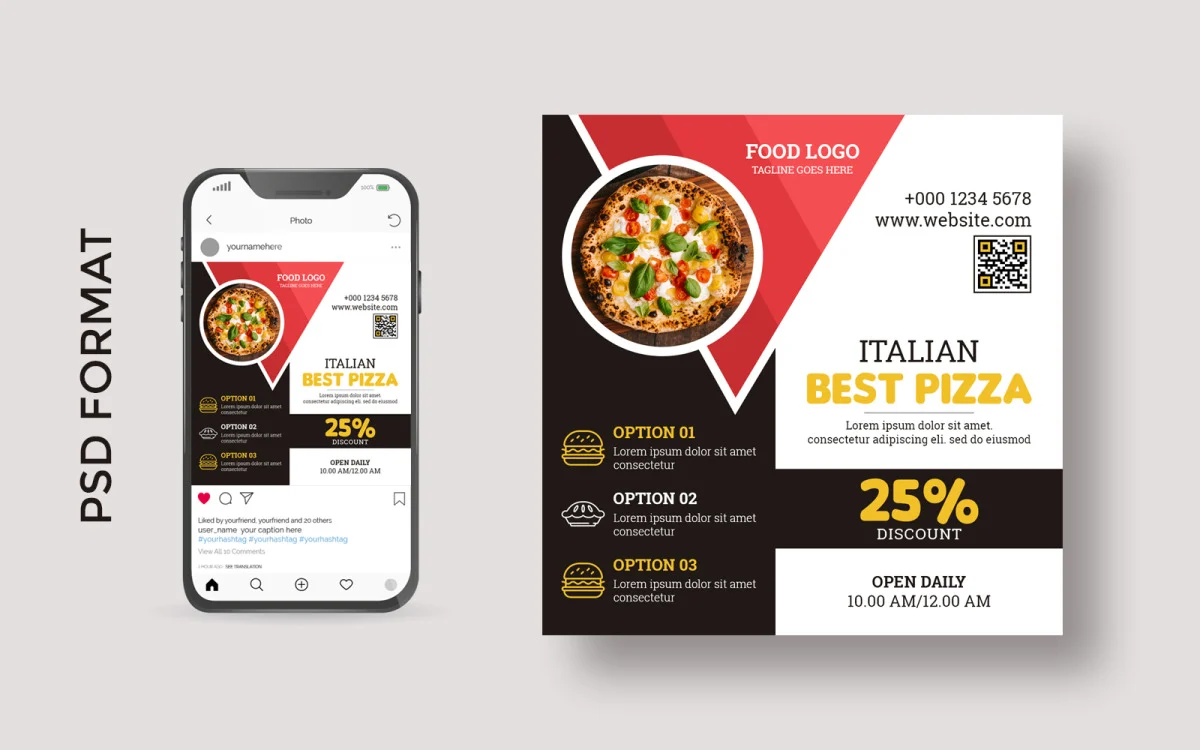 PSD FORMAT
100%
Photo
yournamehere
FOOD LOGO
TAGLINE GOES HERE
+000 1234 5678
www.website.com
ITALIAN
BEST PIZZA
Lorem ipsum dolor sit amet
consectetur adipiscing eli. sed do eiusmod
OPTION 01
Lorem ipsum dolor sit amet
consectetur
OPTION 02
Lorem ipsum dolor sit amet
consectetur
OPTION 03
Lorem ipsum dolor sit amet
consectetur
25%
DISCOUNT
OPEN DAILY
10.00 AM/12.00 AM
Liked by yourfriend, yourfriend and 20 others
user_name your caption here
#yourhashtag #yourhashtag #yourhashtag
View All 10 Comments
1 HOUR AGO SEE TRANSLATION
FOOD LOGO
TAGLINE GOES HERE
+000 1234 5678
www.website.com
ITALIAN
BEST PIZZA
Lorem ipsum dolor sit amet
consectetur adipiscing eli. sed do eiusmod
OPTION 01
Lorem ipsum dolor sit amet
consectetur
OPTION 02
Lorem ipsum dolor sit amet
consectetur
OPTION 03
Lorem ipsum dolor sit amet
consectetur
25%
DISCOUNT
OPEN DAILY
10.00 AM/12.00 AM